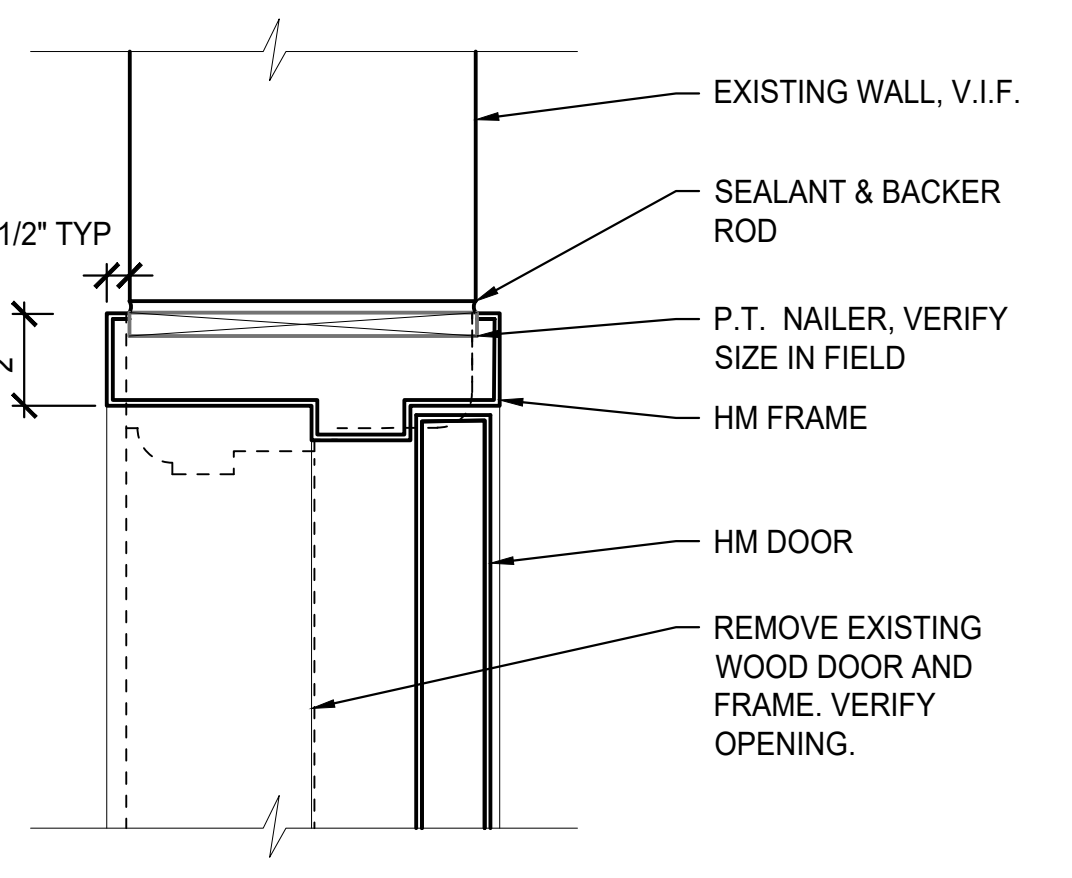 EXISTING WALL, V.I.F.
SEALANT & BACKER
ROD
1/2" TYP
P.T. NAILER, VERIFY
SIZE IN FIELD
HM FRAME
HM DOOR
REMOVE EXISTING
WOOD DOOR AND
FRAME. VERIFY
OPENING.